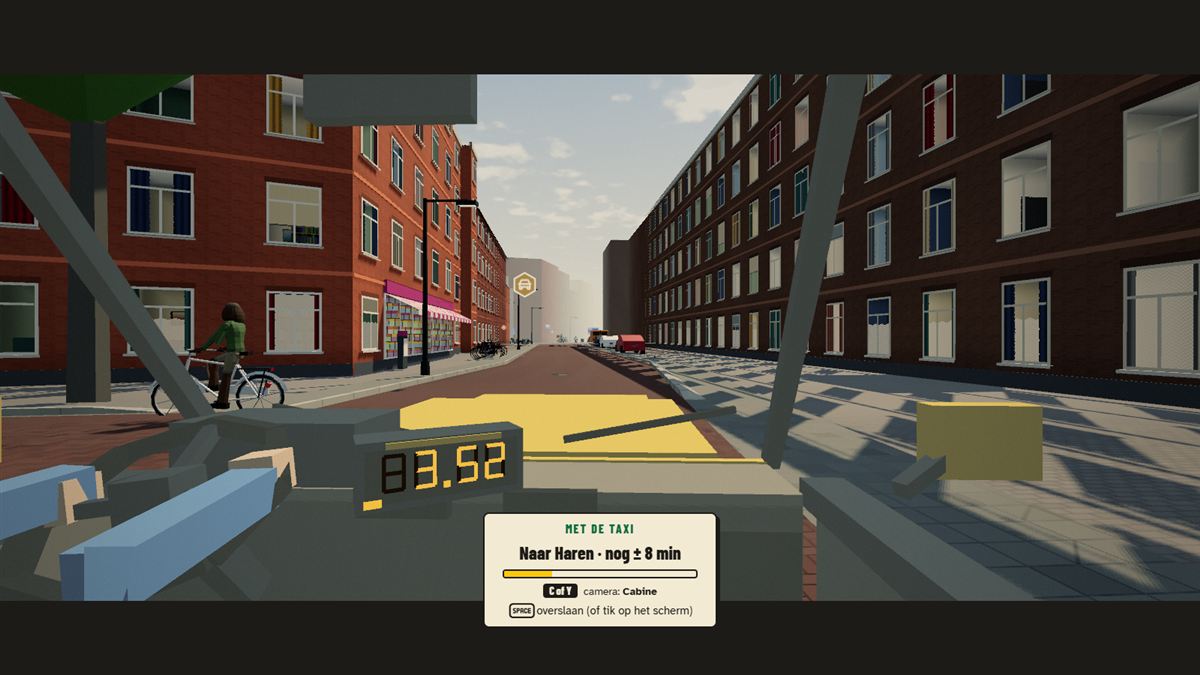 3.52
MET DE TAXI
Naar Haren · nog ± 8 min
C of Y camera: Cabine
SPACE overslaan (of tik op het scherm)